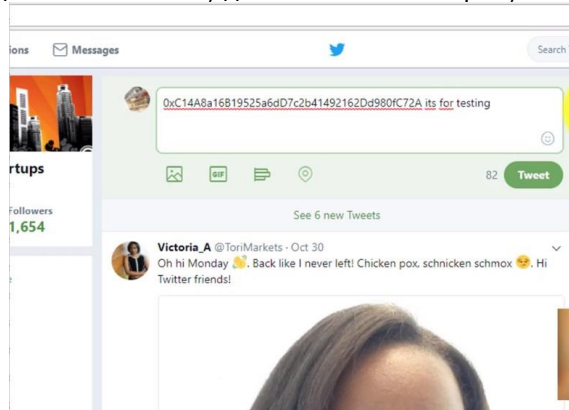 ions
Messages
Search
0xC14A8a16B19525a6dD7c2b41492162Dd980fC72A its for testing
GIF
82
Tweet
rtups
Followers
1,654
See 6 new Tweets
Victoria_A @ToriMarkets · Oct 30
Oh hi Monday 👋. Back like I never left! Chicken pox, schnicken schmox 😏. Hi
Twitter friends!